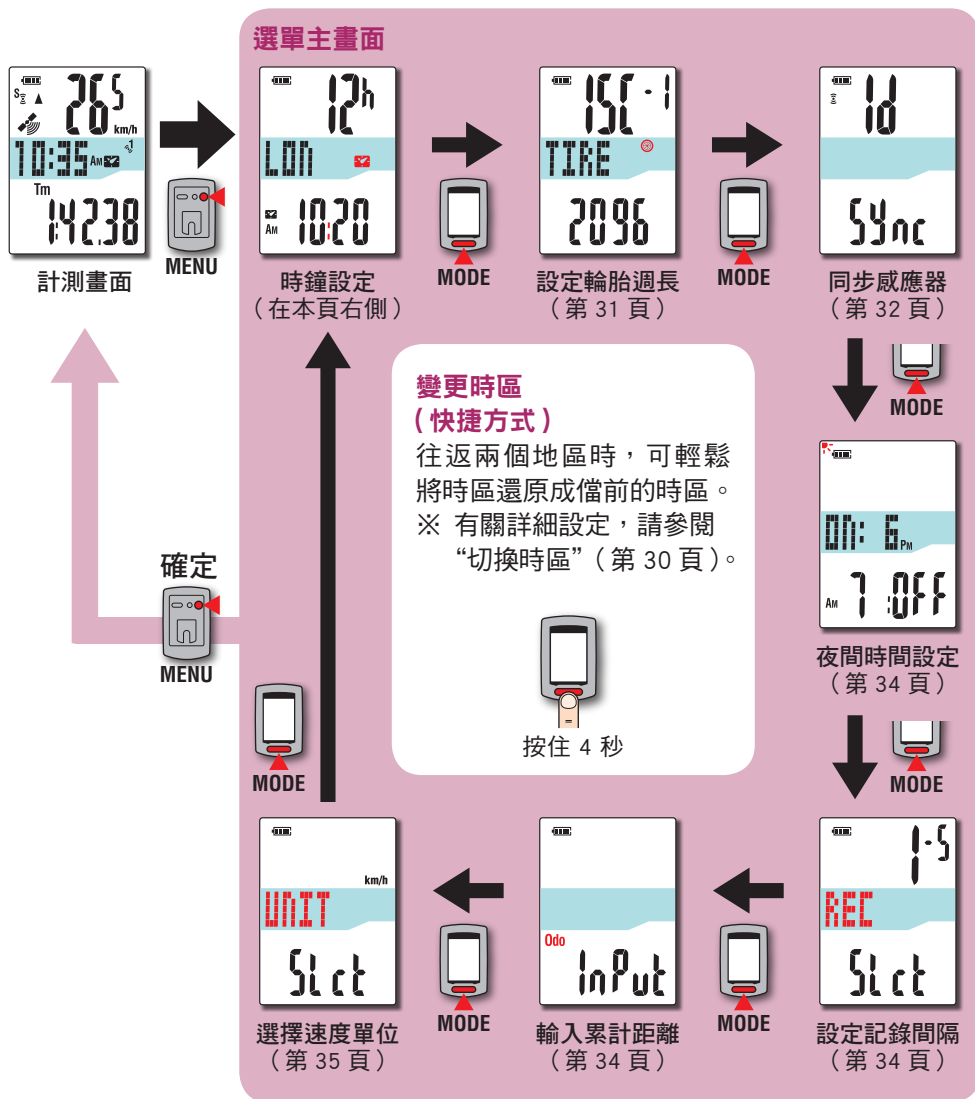 選單主畫面
26 5
km/h
10:35 AM
1
Tm
1:42.38
計測畫面
MENU
12h
LON
AM
10:20
時鐘設定
(在本頁右側)
MODE
ISC-1
TIRE
2096
設定輪胎週長
(第 31 頁)
MODE
Id
Sync
同步感應器
(第 32 頁)
MODE
變更時區
(快捷方式)
往返兩個地區時,可輕鬆
將時區還原成儅前的時區。
※ 有關詳細設定,請參閱
“切換時區”(第 30 頁)。
按住 4 秒
確定
MENU
ON: 6 PM
AM 7 :OFF
夜間時間設定
(第 34 頁)
MODE
MODE
1-S
REC
Slct
設定記錄間隔
(第 34 頁)
MODE
Odo
InPut
輸入累計距離
(第 34 頁)
MODE
km/h
UNIT
Slct
選擇速度單位
(第 35 頁)